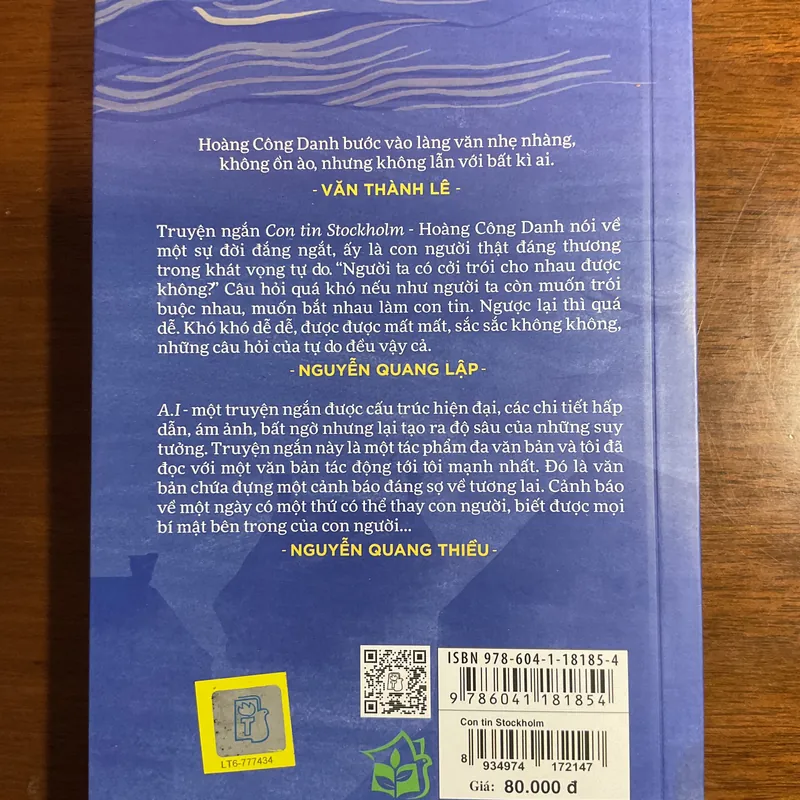 Hoàng Công Danh bước vào làng văn nhẹ nhàng,
không ồn ào, nhưng không lẫn với bất kì ai.
- VĂN THÀNH LÊ -
Truyện ngắn Con tin Stockholm - Hoàng Công Danh nói về
một sự đời đắng ngắt, ấy là con người thật đáng thương
trong khát vọng tự do. “Người ta có cởi trói cho nhau được
không?” Câu hỏi quá khó nếu như người ta còn muốn trói
buộc nhau, muốn bắt nhau làm con tin. Ngược lại thì quá
dễ. Khó khó dễ dễ, được được mất mất, sắc sắc không không,
những câu hỏi của tự do đều vậy cả.
- NGUYỄN QUANG LẬP-
A.I - một truyện ngắn được cấu trúc hiện đại, các chi tiết hấp
dẫn, ám ảnh, bất ngờ nhưng lại tạo ra độ sâu của những suy
tưởng. Truyện ngắn này là một tác phẩm đa văn bản và tôi đã
đọc với một văn bản tác động tới tôi mạnh nhất. Đó là văn
bản chứa đựng một cảnh báo đáng sợ về tương lai. Cảnh báo
về một ngày có một thứ có thể thay con người, biết được mọi
bí mật bên trong của con người...
- NGUYỄN QUANG THIỀU-
ISBN 978-604-1-18185-4
9 786041 181854
Con tin Stockholm
8 934974 172147
Giá: 80.000 đ
T
LT6-777434